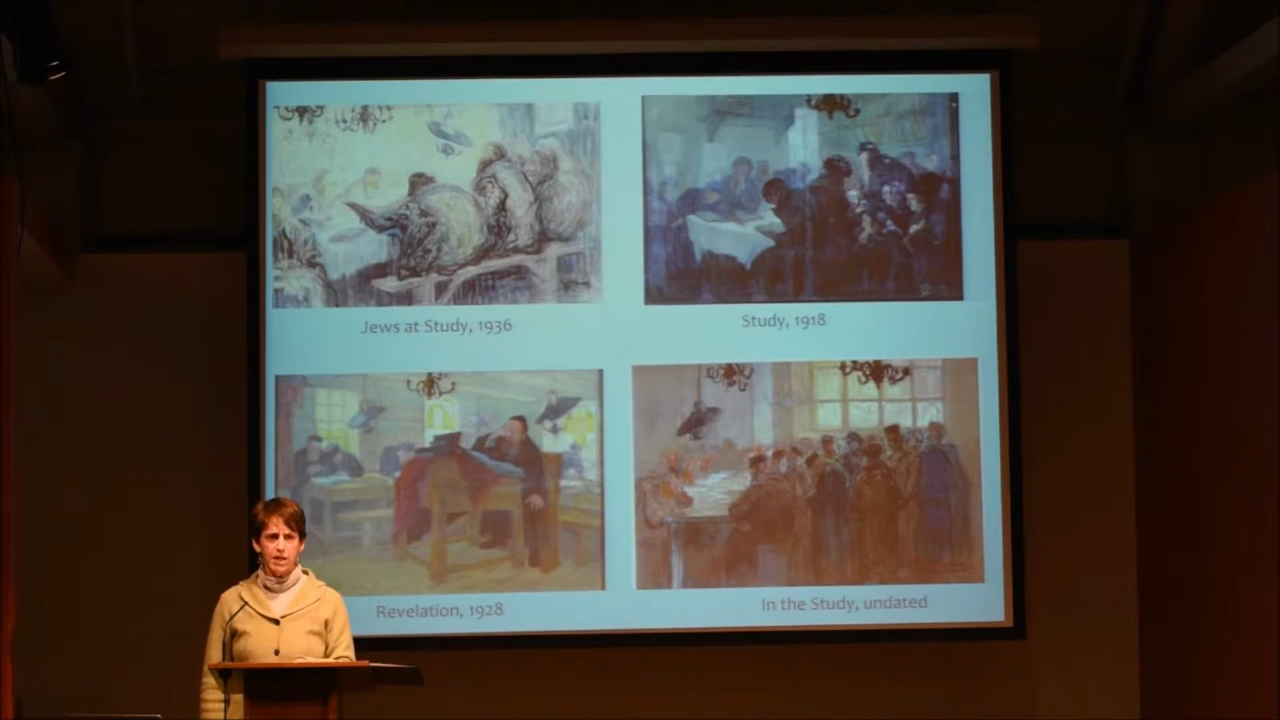 Jews at Study, 1936
Study, 1918
Revelation, 1928
In the Study, undated